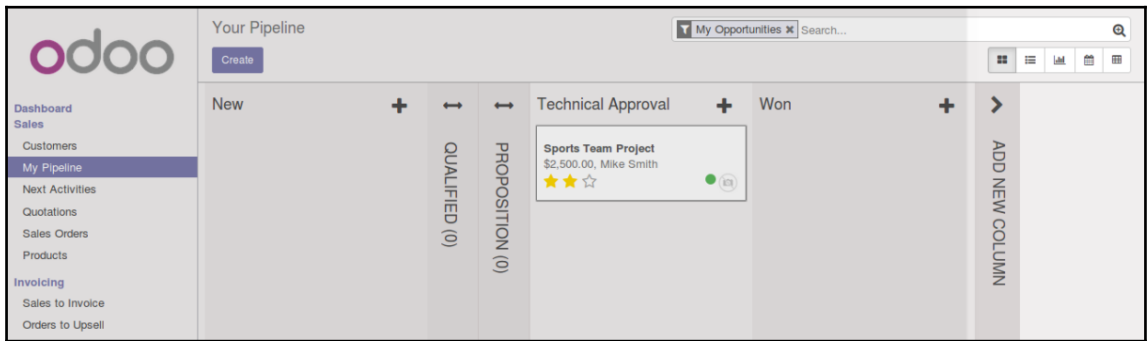 odoo
Dashboard
Sales
Customers
My Pipeline
Next Activities
Quotations
Sales Orders
Products
Invoicing
Sales to Invoice
Orders to Upsell
Your Pipeline
My Opportunities Search...
Create
New
QUALIFIED (0)
PROPOSITION (0)
Technical Approval
Sports Team Project
$2,500.00, Mike Smith
Won
ADD NEW COLUMN